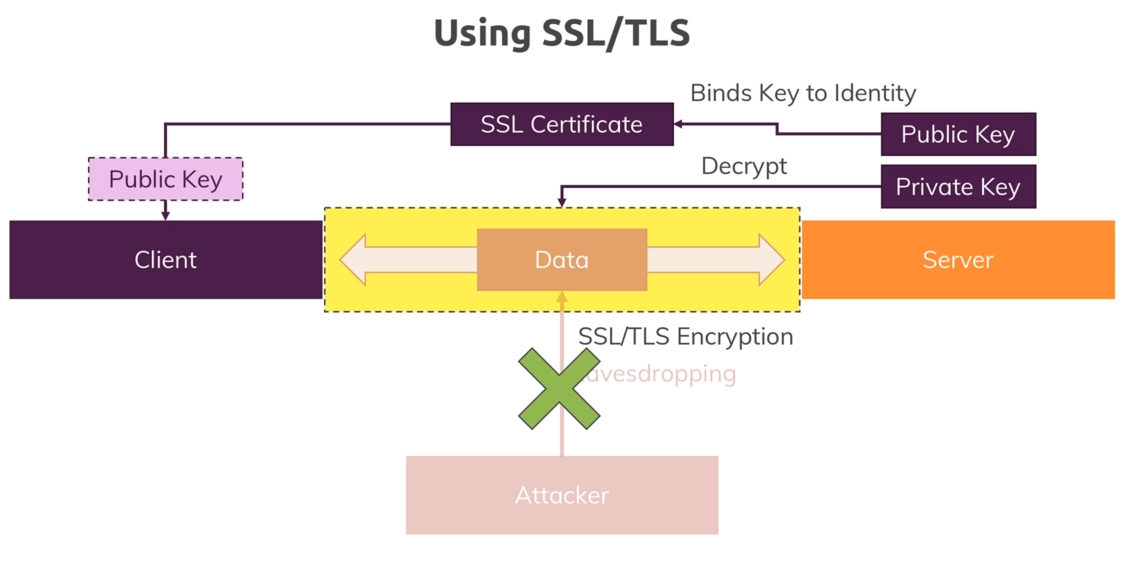 Using SSL/TLS
Binds Key to Identity
SSL Certificate
Public Key
Decrypt
Public Key
Private Key
Client
Data
Server
SSL/TLS Encryption
Attacker